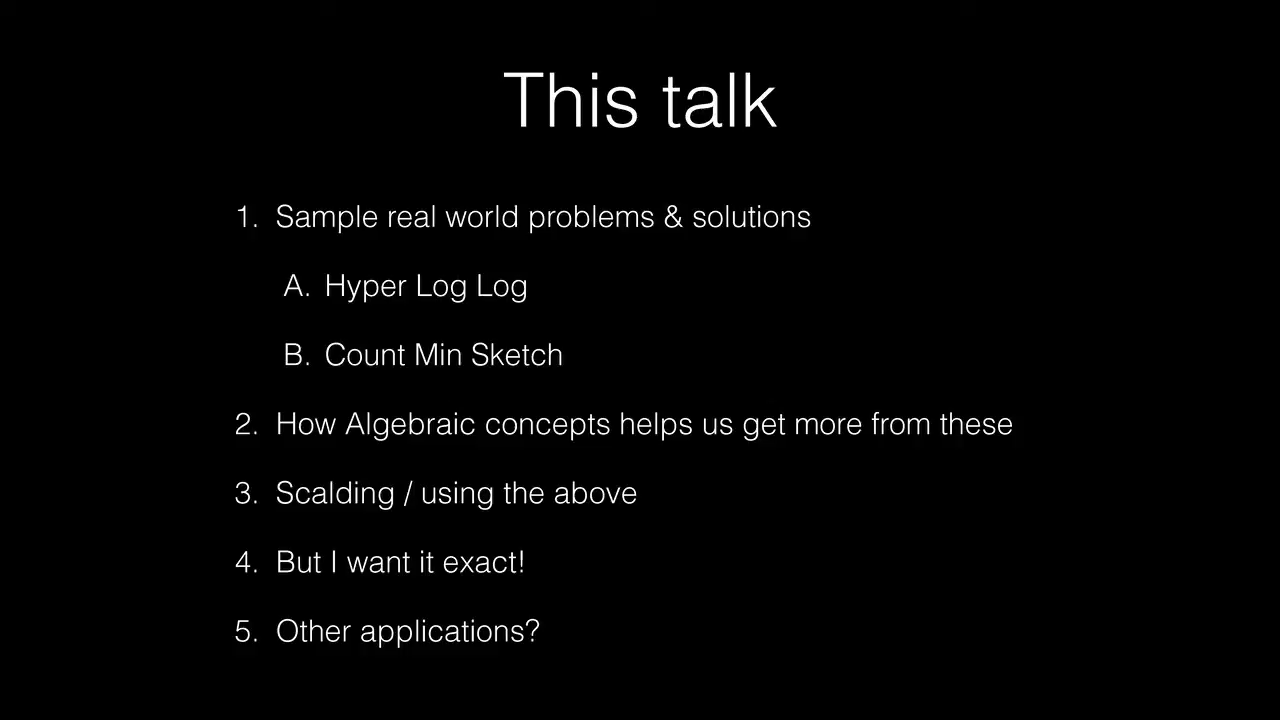 This talk
1. Sample real world problems & solutions
A. Hyper Log Log
B. Count Min Sketch
2. How Algebraic concepts helps us get more from these
3. Scalding / using the above
4. But I want it exact!
5. Other applications?